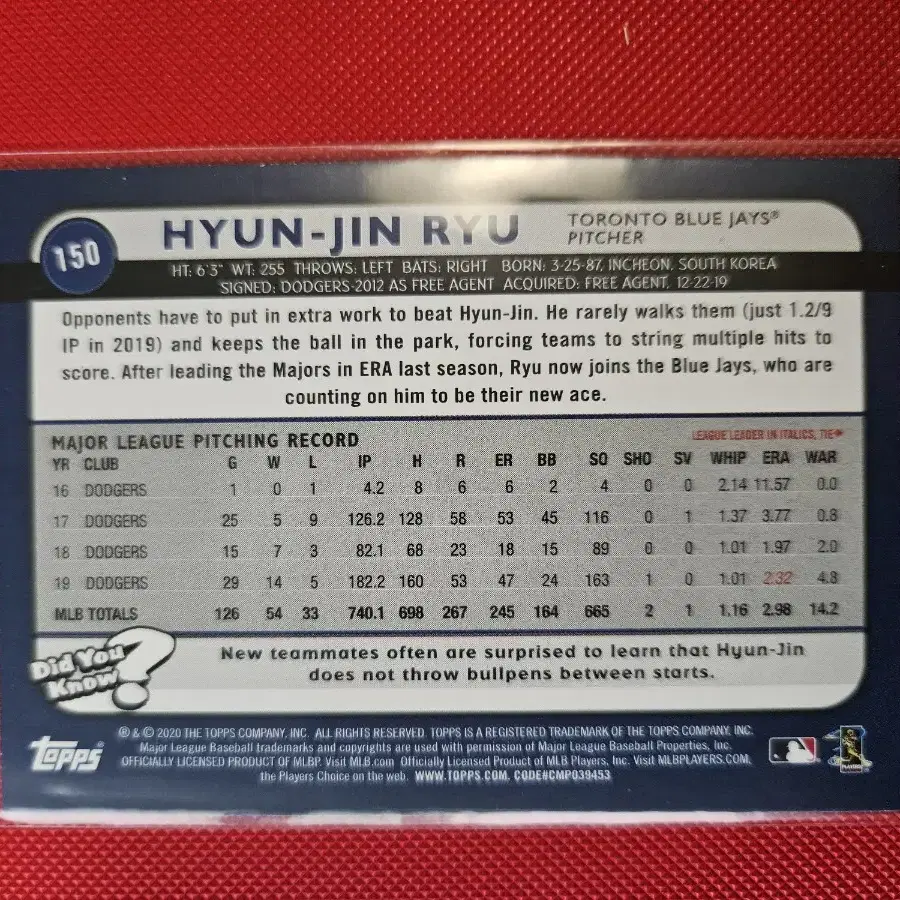 150
HYUN-JIN RYU
TORONTO BLUE JAYS®
PITCHER
HT: 6'3" WT: 255 THROWS: LEFT BATS: RIGHT BORN: 3-25-87, INCHEON, SOUTH KOREA
SIGNED: DODGERS-2012 AS FREE AGENT ACQUIRED: FREE AGENT, 12-22-19
Opponents have to put in extra work to beat Hyun-Jin. He rarely walks them (just 1.2/9
IP in 2019) and keeps the ball in the park, forcing teams to string multiple hits to
score. After leading the Majors in ERA last season, Ryu now joins the Blue Jays, who are
counting on him to be their new ace.
MAJOR LEAGUE PITCHING RECORD
LEAGUE LEADER IN ITALICS, TIE◆
YR CLUB G W L IP H R ER BB SO SHO SV WHIP ERA WAR
16 DODGERS 1 0 1 4.2 8 6 6 2 4 0 0 2.14 11.57 0.0
17 DODGERS 25 5 9 126.2 128 58 53 45 116 0 1 1.37 3.77 0.8
18 DODGERS 15 7 3 82.1 68 23 18 15 89 0 0 1.01 1.97 2.0
19 DODGERS 29 14 5 182.2 160 53 47 24 163 1 0 1.01 2.32 4.8
MLB TOTALS 126 54 33 740.1 698 267 245 164 665 2 1 1.16 2.98 14.2
Did You
Know?
New teammates often are surprised to learn that Hyun-Jin
does not throw bullpens between starts.
Topps
® & © 2020 THE TOPPS COMPANY, INC. ALL RIGHTS RESERVED. TOPPS IS A REGISTERED TRADEMARK OF THE TOPPS COMPANY, INC.
Major League Baseball trademarks and copyrights are used with permission of Major League Baseball Properties, Inc.
OFFICIALLY LICENSED PRODUCT OF MLBP. Visit MLB.com Officially Licensed Product of MLB Players, Inc. Visit MLBPLAYERS.COM,
the Players Choice on the web. WWW.TOPPS.COM, CODE#CMP039453
PLAYERS